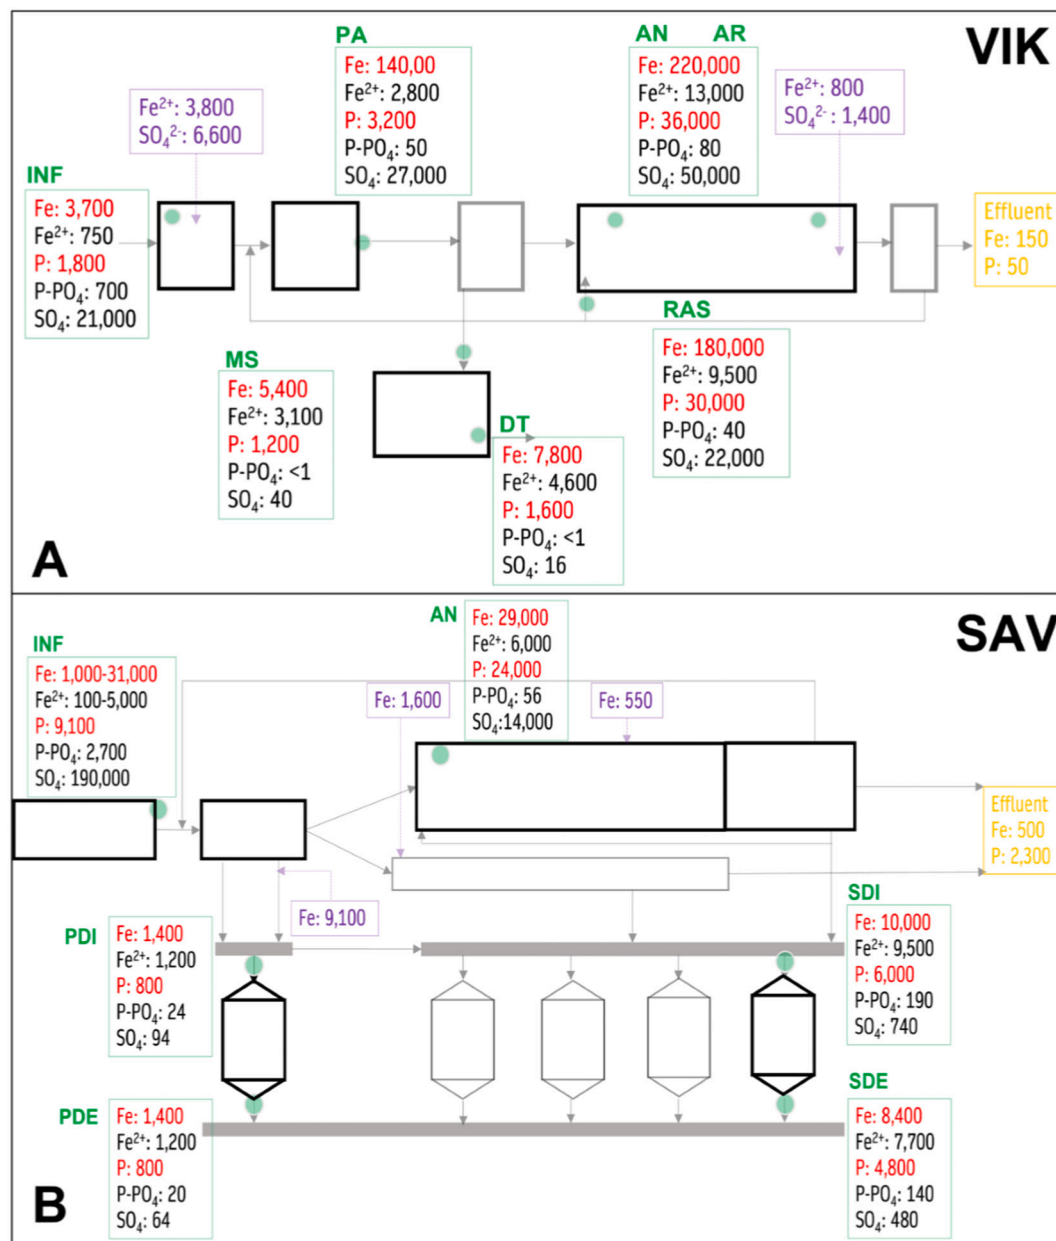 VIK
PA
Fe: 140,00
Fe²⁺: 2,800
P: 3,200
P-PO₄: 50
SO₄: 27,000
AN AR
Fe: 220,000
Fe²⁺: 13,000
P: 36,000
P-PO₄: 80
SO₄: 50,000
Fe²⁺: 800
SO₄²⁻ : 1,400
Fe²⁺: 3,800
SO₄²⁻: 6,600
INF
Fe: 3,700
Fe²⁺: 750
P: 1,800
P-PO₄: 700
SO₄: 21,000
Effluent
Fe: 150
P: 50
RAS
Fe: 180,000
Fe²⁺: 9,500
P: 30,000
P-PO₄: 40
SO₄: 22,000
MS
Fe: 5,400
Fe²⁺: 3,100
P: 1,200
P-PO₄: <1
SO₄: 40
DT
Fe: 7,800
Fe²⁺: 4,600
P: 1,600
P-PO₄: <1
SO₄: 16
A
SAV
INF
Fe: 1,000-31,000
Fe²⁺: 100-5,000
P: 9,100
P-PO₄: 2,700
SO₄: 190,000
AN
Fe: 29,000
Fe²⁺: 6,000
P: 24,000
P-PO₄: 56
SO₄:14,000
Fe: 1,600
Fe: 550
Effluent
Fe: 500
P: 2,300
Fe: 9,100
PDI
Fe: 1,400
Fe²⁺: 1,200
P: 800
P-PO₄: 24
SO₄: 94
SDI
Fe: 10,000
Fe²⁺: 9,500
P: 6,000
P-PO₄: 190
SO₄: 740
PDE
Fe: 1,400
Fe²⁺: 1,200
P: 800
P-PO₄: 20
SO₄: 64
SDE
Fe: 8,400
Fe²⁺: 7,700
P: 4,800
P-PO₄: 140
SO₄: 480
B